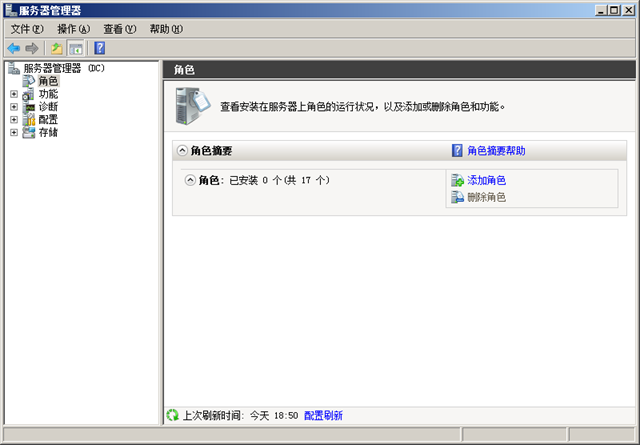 服务器管理器
文件(F) 操作(A) 查看(V) 帮助(H)
服务器管理器 (DC)
角色
功能
诊断
配置
存储
角色
查看安装在服务器上角色的运行状况，以及添加或删除角色和功能。
角色摘要
角色摘要帮助
角色: 已安装 0 个(共 17 个)
添加角色
删除角色
上次刷新时间: 今天 18:50 配置刷新